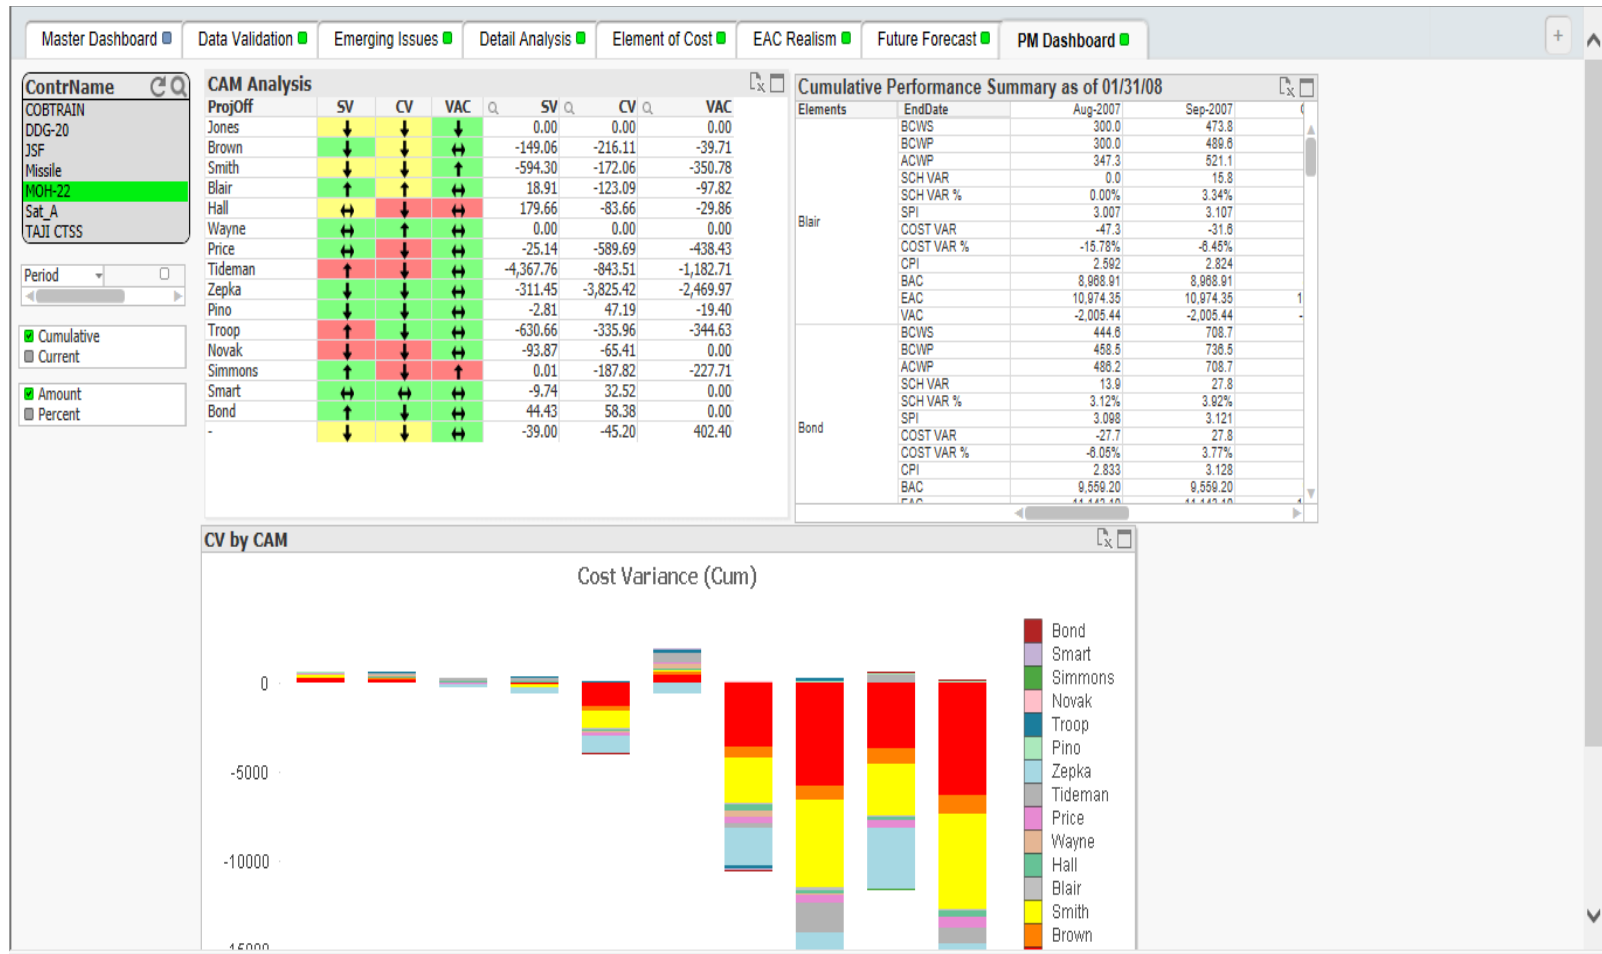 Master Dashboard Data Validation Emerging Issues Detail Analysis Element of Cost EAC Realism Future Forecast PM Dashboard +
ContrName
COBTRAIN
DDG-20
JSF
Missile
MOH-22
Sat_A
TAJI CTSS
Period
Cumulative
Current
Amount
Percent
CAM Analysis
ProjOff SV CV VAC SV CV VAC
Jones 0.00 0.00 0.00
Brown -149.06 -216.11 -39.71
Smith -594.30 -172.06 -350.78
Blair 18.91 -123.09 -97.82
Hall 179.66 -83.66 -29.86
Wayne 0.00 0.00 0.00
Price -25.14 -589.69 -438.43
Tideman -4,367.76 -843.51 -1,182.71
Zepka -311.45 -3,825.42 -2,469.97
Pino -2.81 47.19 -19.40
Troop -630.66 -335.96 -344.63
Novak -93.87 -65.41 0.00
Simmons 0.01 -187.82 -227.71
Smart -9.74 32.52 0.00
Bond 44.43 58.38 0.00
- -39.00 -45.20 402.40
Cumulative Performance Summary as of 01/31/08
Elements EndDate Aug-2007 Sep-2007
BCWS 300.0 473.8
BCWP 300.0 489.6
ACWP 347.3 521.1
SCH VAR 0.0 15.8
SCH VAR % 0.00% 3.34%
SPI 3.007 3.107
Blair
COST VAR -47.3 -31.6
COST VAR % -15.78% -6.45%
CPI 2.592 2.824
BAC 8,968.91 8,968.91
EAC 10,974.35 10,974.35 1
VAC -2,005.44 -2,005.44 -
BCWS 444.6 708.7
BCWP 458.5 736.5
ACWP 486.2 708.7
SCH VAR 13.9 27.8
SCH VAR % 3.12% 3.92%
SPI 3.098 3.121
Bond
COST VAR -27.7 27.8
COST VAR % -6.05% 3.77%
CPI 2.833 3.128
BAC 9,559.20 9,559.20
CV by CAM
Cost Variance (Cum)
0
-5000
-10000
Bond
Smart
Simmons
Novak
Troop
Pino
Zepka
Tideman
Price
Wayne
Hall
Blair
Smith
Brown